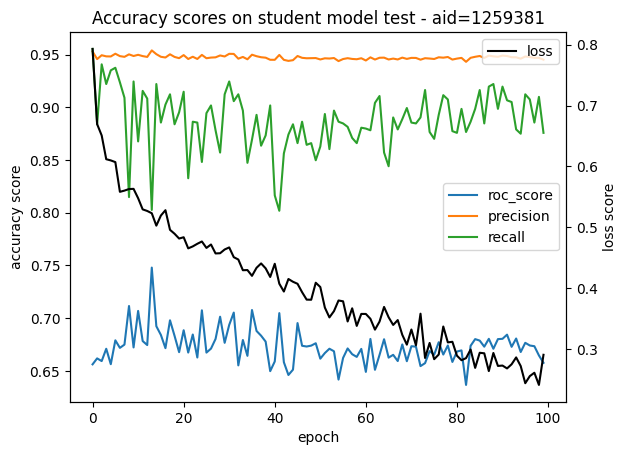 Accuracy scores on student model test - aid=1259381
accuracy score
0.95
0.90
0.85
0.80
0.75
0.70
0.65
loss
roc_score
precision
recall
0.8
0.7
0.6
0.5
0.4
0.3
loss score
0
20
40
60
80
100
epoch